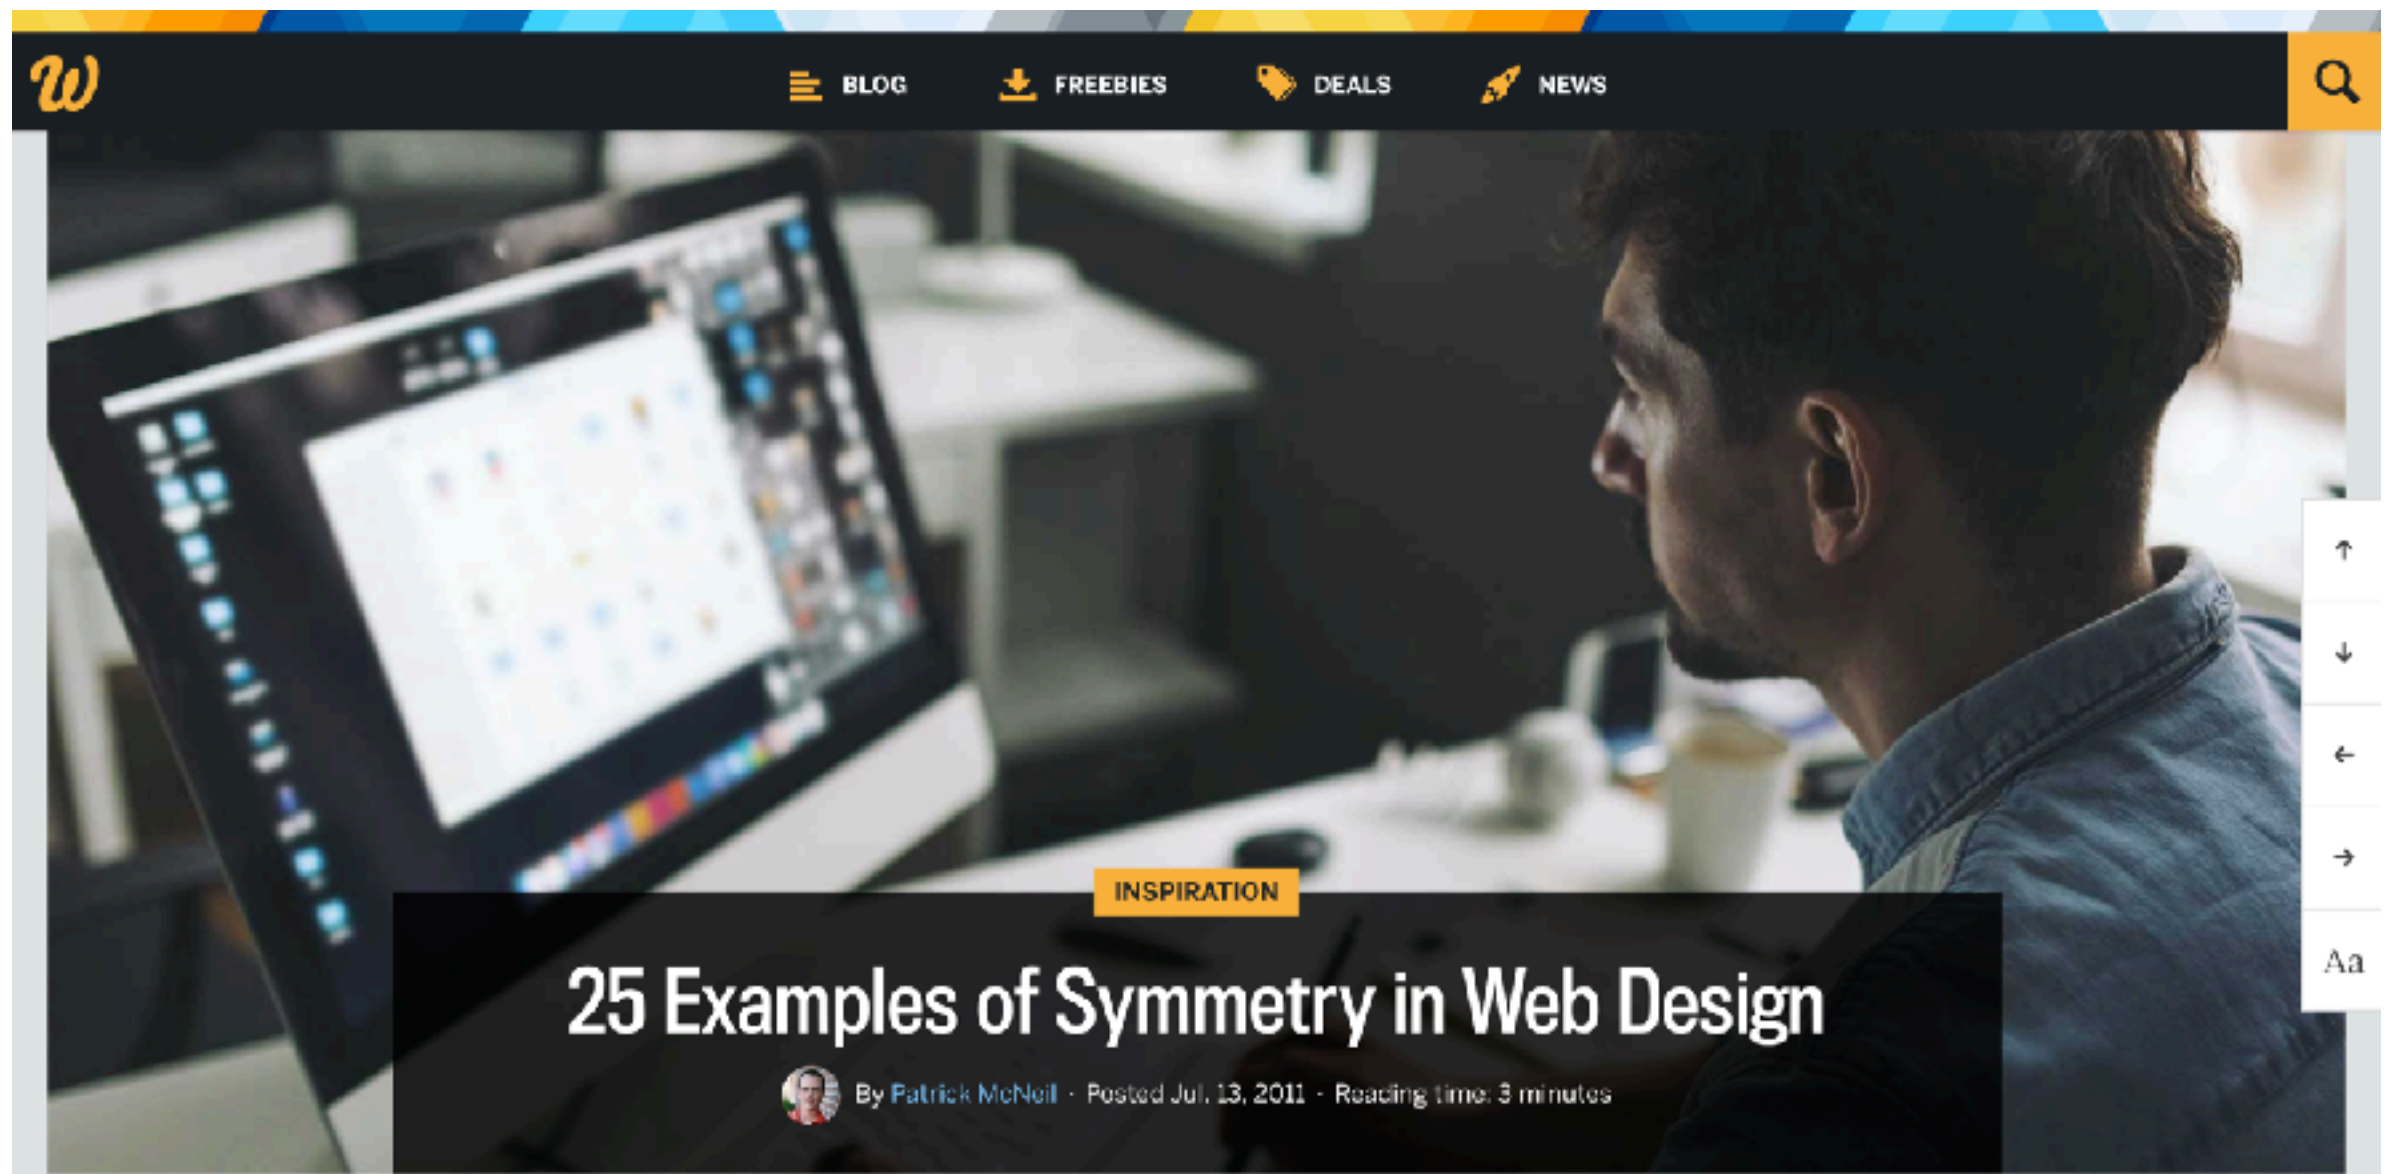 W
BLOG FREEBIES DEALS NEWS
INSPIRATION
25 Examples of Symmetry in Web Design
By Patrick McNeil · Posted Jul. 13, 2011 · Reading time: 3 minutes
↑
↓
←
→
Aa